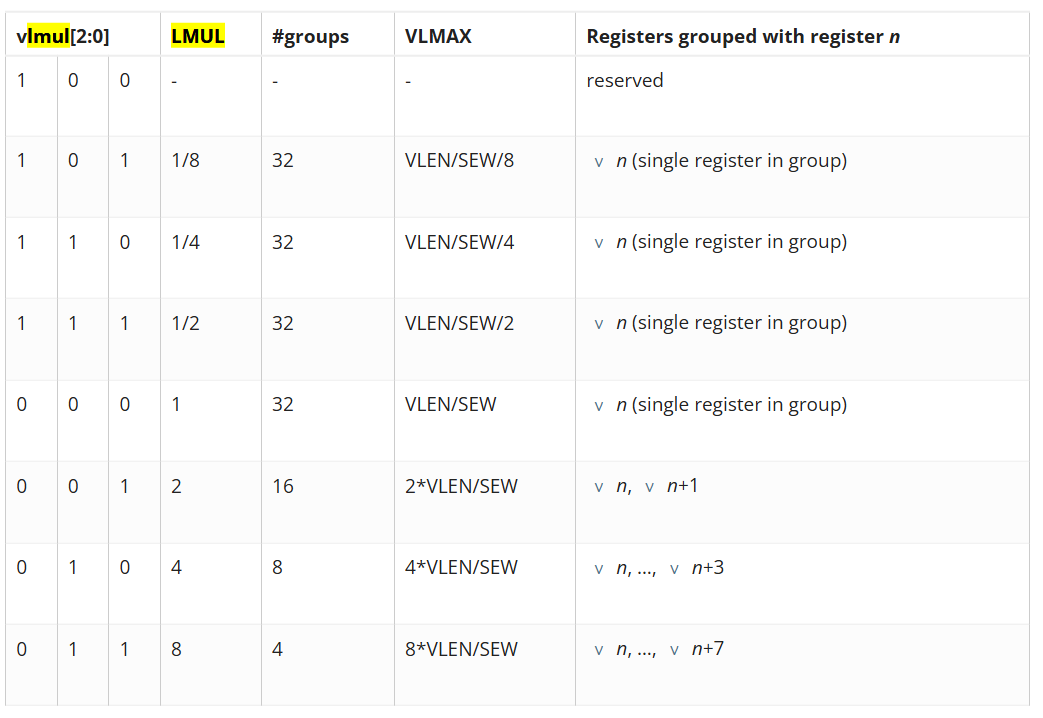 vlmul[2:0] LMUL #groups VLMAX Registers grouped with register n
1 0 0 - - - reserved
1 0 1 1/8 32 VLEN/SEW/8 v n (single register in group)
1 1 0 1/4 32 VLEN/SEW/4 v n (single register in group)
1 1 1 1/2 32 VLEN/SEW/2 v n (single register in group)
0 0 0 1 32 VLEN/SEW v n (single register in group)
0 0 1 2 16 2*VLEN/SEW v n, v n+1
0 1 0 4 8 4*VLEN/SEW v n, …, v n+3
0 1 1 8 4 8*VLEN/SEW v n, …, v n+7